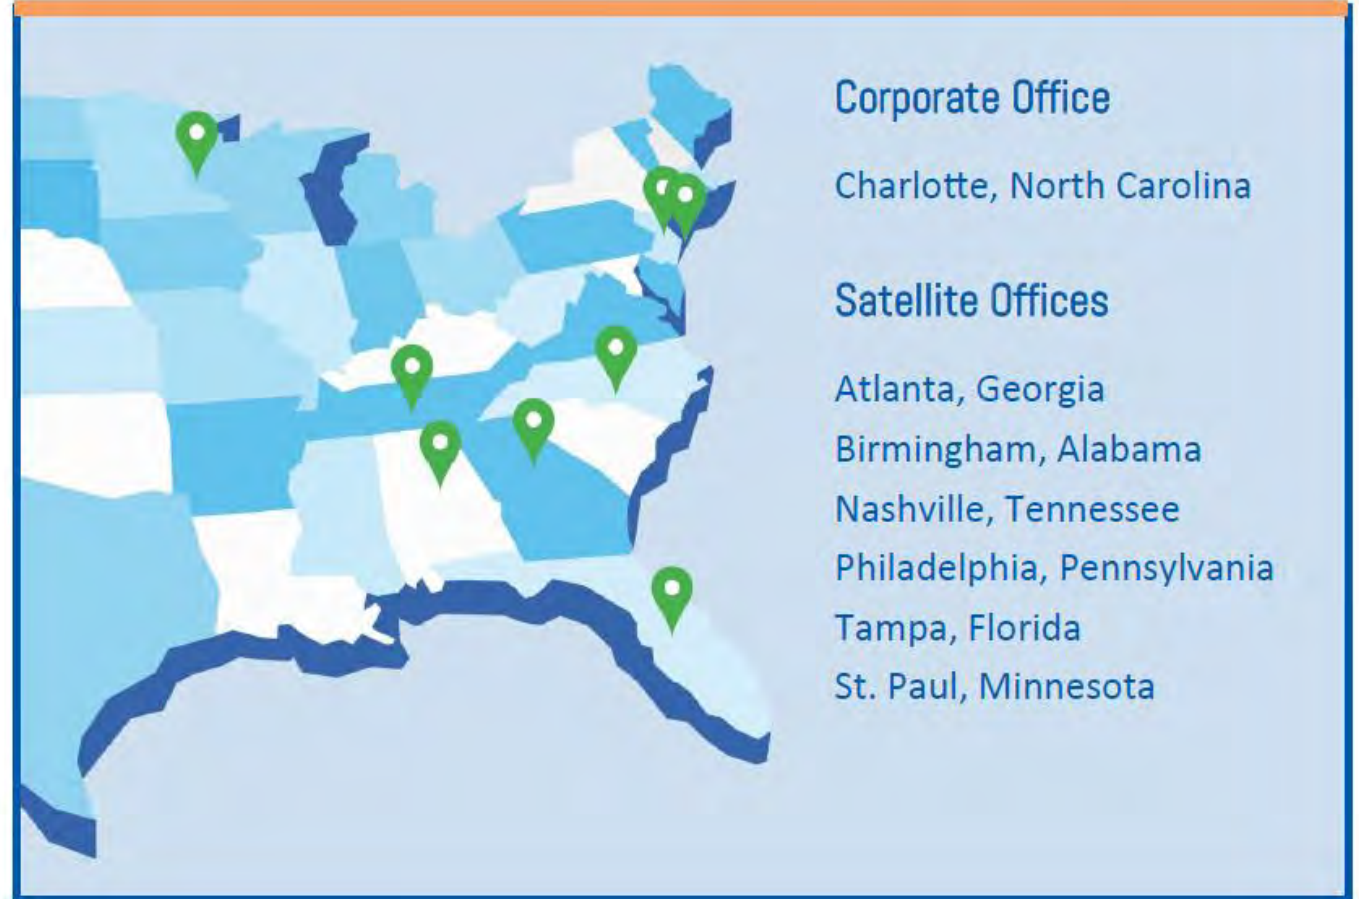 Corporate Office
Charlotte, North Carolina
Satellite Offices
Atlanta, Georgia
Birmingham, Alabama
Nashville, Tennessee
Philadelphia, Pennsylvania
Tampa, Florida
St. Paul, Minnesota